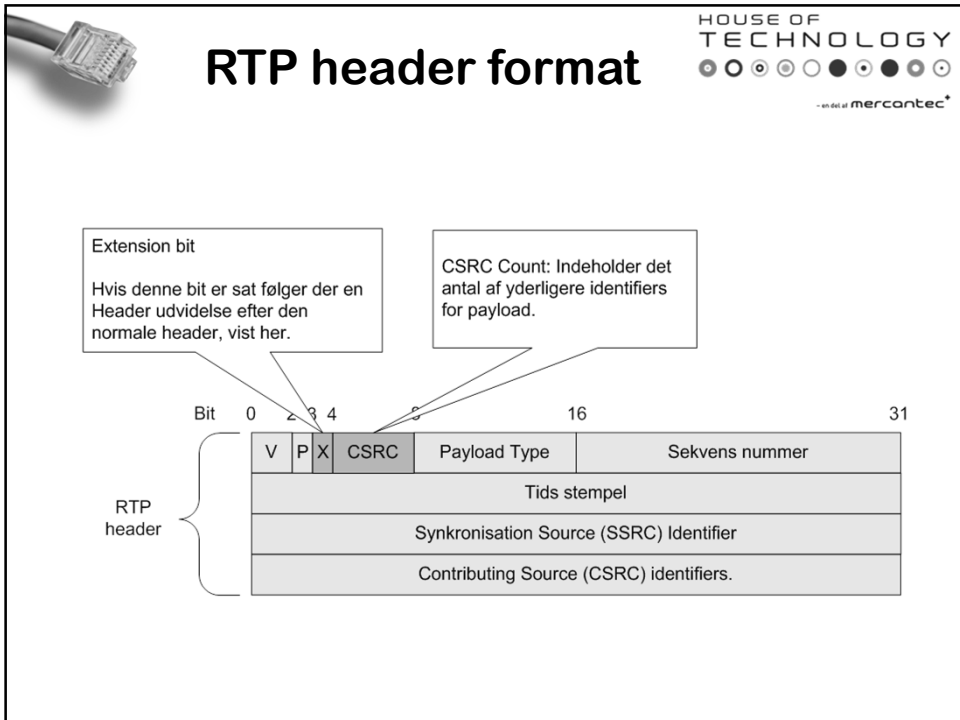 RTP header format
HOUSE OF
TECHNOLOGY
- en del af mercantec+
Extension bit
Hvis denne bit er sat følger der en
Header udvidelse efter den
normale header, vist her.
CSRC Count: Indeholder det
antal af yderligere identifiers
for payload.
Bit 0 2 3 4 8 16 31
V P X CSRC Payload Type Sekvens nummer
Tids stempel
RTP
header
Synkronisation Source (SSRC) Identifier
Contributing Source (CSRC) identifiers.